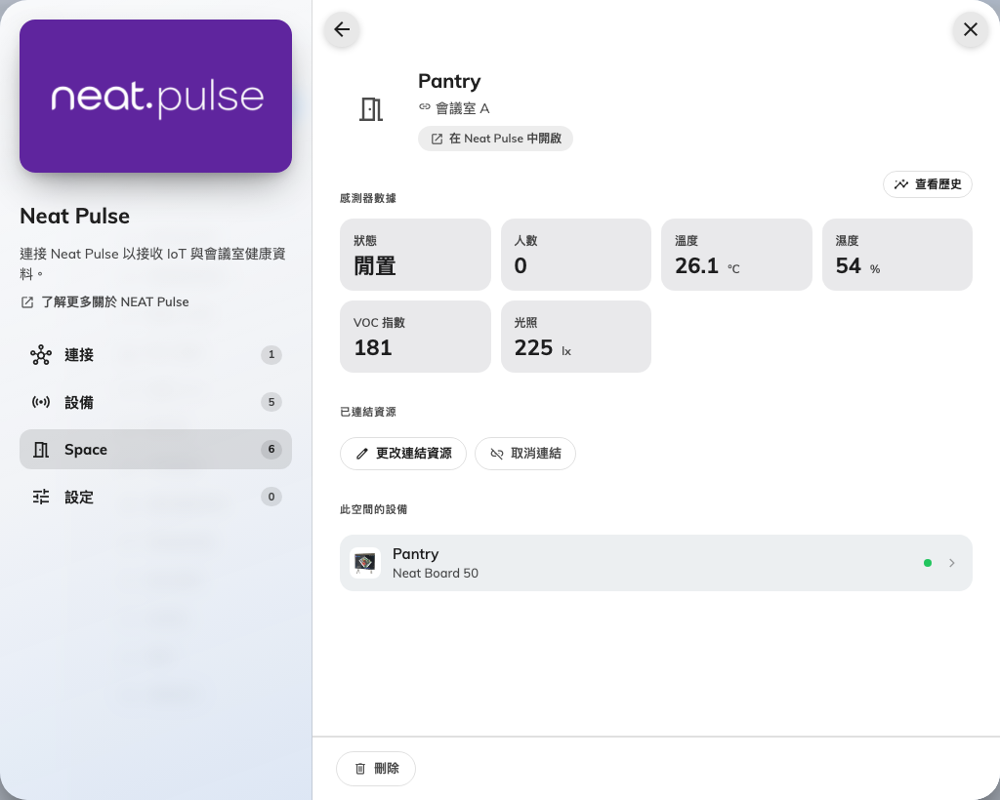 neat.pulse
Neat Pulse
連接 Neat Pulse 以接收 IoT 與會議室健康資
料。
了解更多關於 NEAT Pulse
連接 1
設備 5
Space 6
設定 0
Pantry
會議室 A
在 Neat Pulse 中開啟
查看歷史
感測器數據
狀態
閒置
人數
0
溫度
26.1 °C
濕度
54 %
VOC 指數
181
光照
225 lx
已連結資源
更改連結資源
取消連結
此空間的設備
Pantry
Neat Board 50
刪除